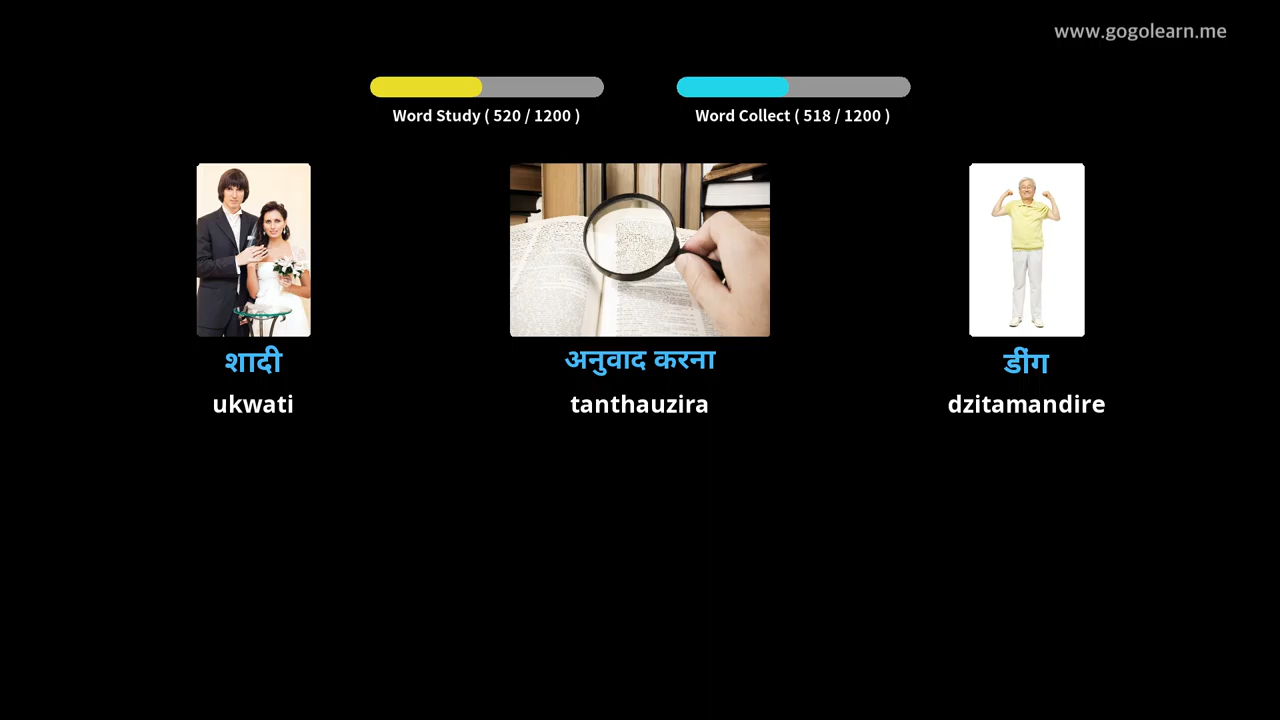 www.gogolearn.me
Word Study ( 520 / 1200 )
Word Collect ( 518 / 1200 )
शादी
अनुवाद करना
डींग
ukwati
tanthauzira
dzitamandire